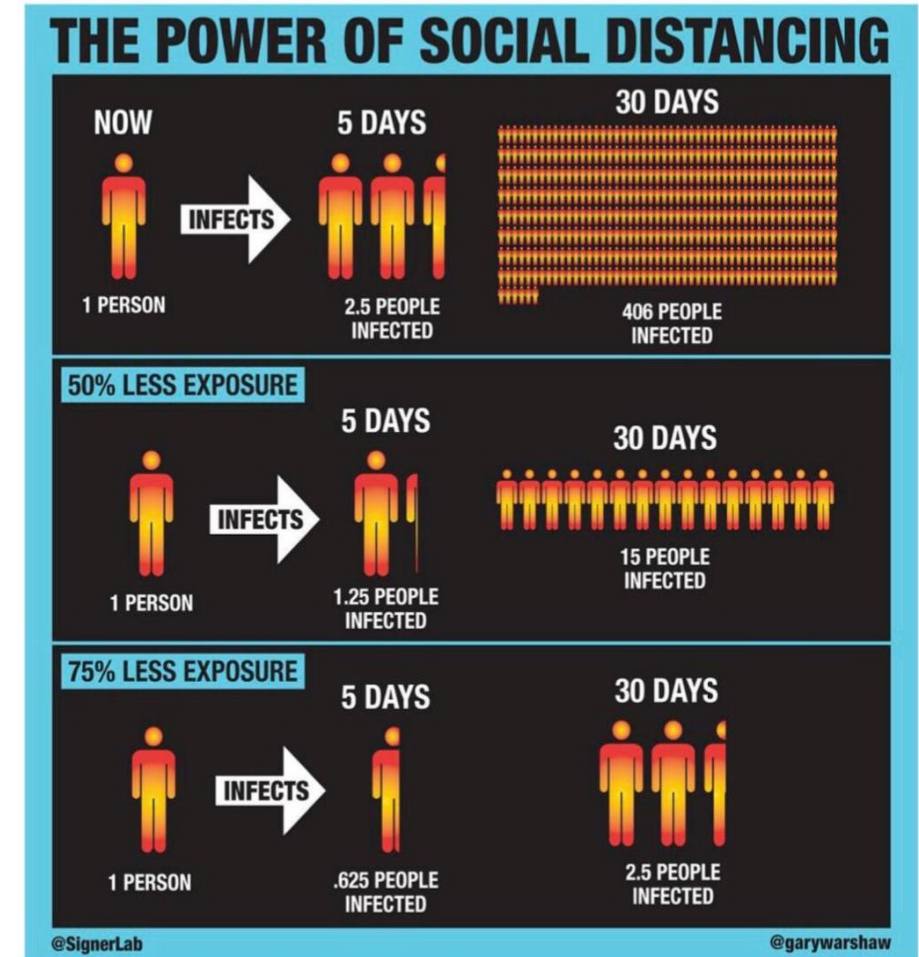 THE POWER OF SOCIAL DISTANCING
NOW
5 DAYS
30 DAYS
INFECTS
1 PERSON
2.5 PEOPLE
INFECTED
406 PEOPLE
INFECTED
50% LESS EXPOSURE
5 DAYS
30 DAYS
INFECTS
1 PERSON
1.25 PEOPLE
INFECTED
15 PEOPLE
INFECTED
75% LESS EXPOSURE
5 DAYS
30 DAYS
INFECTS
1 PERSON
.625 PEOPLE
INFECTED
2.5 PEOPLE
INFECTED
@SignerLab
@garywarshaw